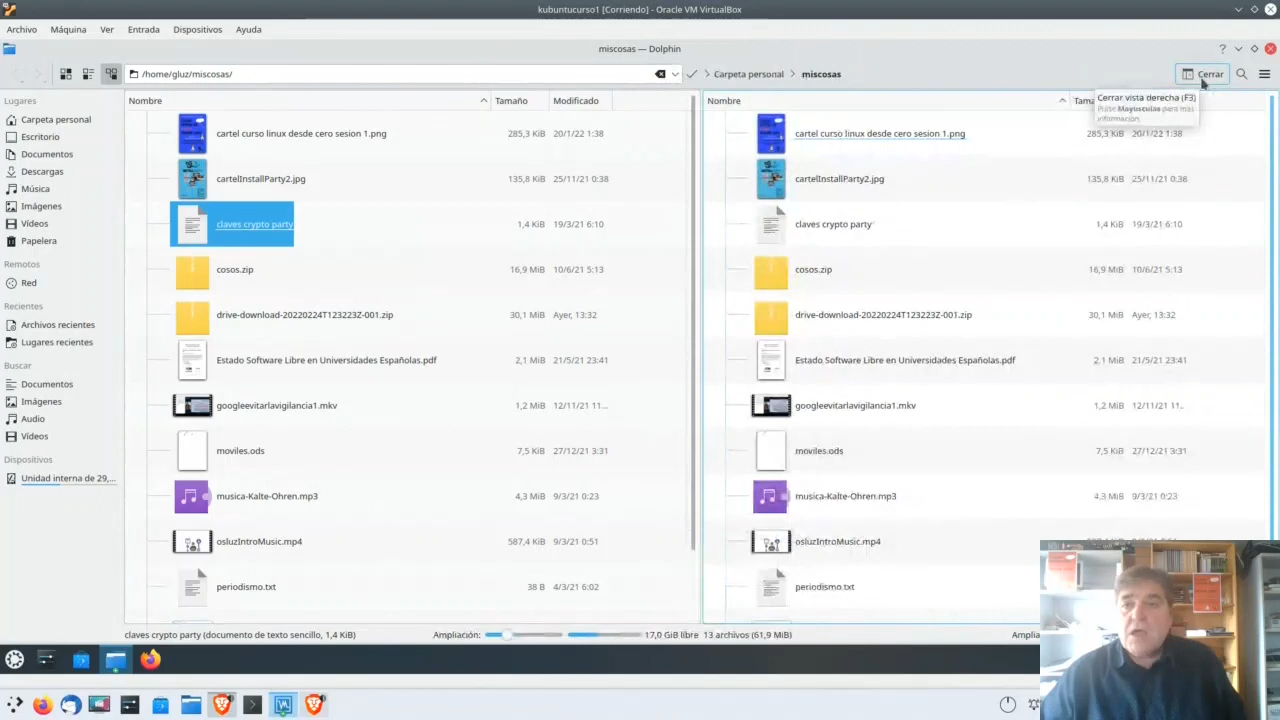 kubuntucurso1 [Corriendo] - Oracle VM VirtualBox
Archivo Máquina Ver Entrada Dispositivos Ayuda
miscosas — Dolphin
/home/gluz/miscosas/
Carpeta personal
miscosas
Cerrar
Cerrar vista derecha (F3)
Pulse Mayúsculas para más
información.
Lugares
Carpeta personal
Escritorio
Documentos
Descargas
Música
Imágenes
Vídeos
Papelera
Remotos
Red
Recientes
Archivos recientes
Lugares recientes
Buscar
Documentos
Imágenes
Audio
Vídeos
Dispositivos
Unidad interna de 29,...
Nombre Tamaño Modificado
cartel curso linux desde cero sesion 1.png 285,3 KiB 20/1/22 1:38
cartelInstallParty2.jpg 135,8 KiB 25/11/21 0:38
claves crypto party 1,4 KiB 19/3/21 6:10
cosos.zip 16,9 MiB 10/6/21 5:13
drive-download-20220224T123223Z-001.zip 30,1 MiB Ayer, 13:32
Estado Software Libre en Universidades Españolas.pdf 2,1 MiB 21/5/21 23:41
googleevitarlavigilancia1.mkv 1,2 MiB 12/11/21 11...
moviles.ods 7,5 KiB 27/12/21 3:31
musica-Kalte-Ohren.mp3 4,3 MiB 9/3/21 0:23
osluzIntroMusic.mp4 587,4 KiB 9/3/21 0:51
periodismo.txt 38 B 4/3/21 6:02
claves crypto party (documento de texto sencillo, 1,4 KiB) Ampliación: 17,0 GiB libre
Nombre Tama
cartel curso linux desde cero sesion 1.png 285,3 KiB 20/1/22 1:38
cartelInstallParty2.jpg 135,8 KiB 25/11/21 0:38
claves crypto party 1,4 KiB 19/3/21 6:10
cosos.zip 16,9 MiB 10/6/21 5:13
drive-download-20220224T123223Z-001.zip 30,1 MiB Ayer, 13:32
Estado Software Libre en Universidades Españolas.pdf 2,1 MiB 21/5/21 23:41
googleevitarlavigilancia1.mkv 1,2 MiB 12/11/21 11..
moviles.ods 7,5 KiB 27/12/21 3:31
musica-Kalte-Ohren.mp3 4,3 MiB 9/3/21 0:23
osluzIntroMusic.mp4
periodismo.txt
13 archivos (61,9 MiB) Amplia